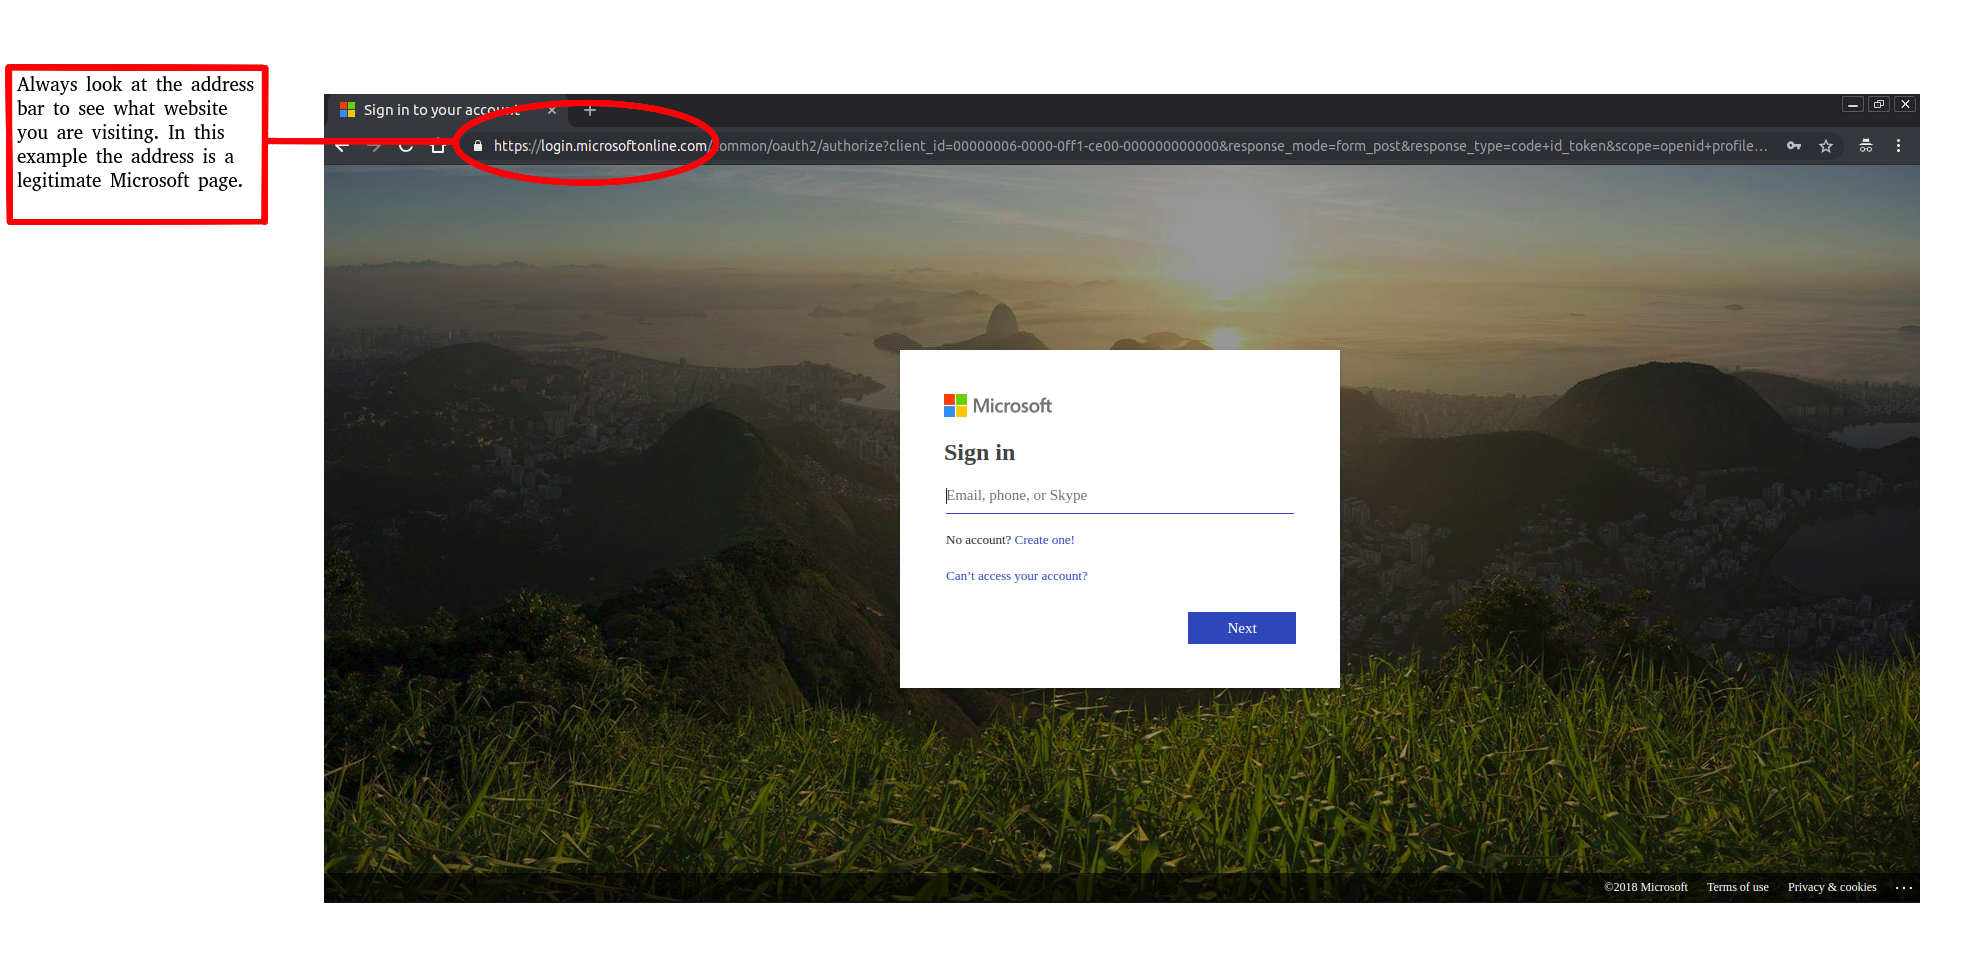 Always look at the address
bar to see what website
you are visiting. In this
example the address is a
legitimate Microsoft page.
Sign in to your account
https://login.microsoftonline.com/common/oauth2/authorize?client_id=00000006-0000-0ff1-ce00-000000000000&response_mode=form_post&response_type=code+id_token&scope=openid+profile...
Microsoft
Sign in
Email, phone, or Skype
No account? Create one!
Can't access your account?
Next
©2018 Microsoft Terms of use Privacy & cookies ...